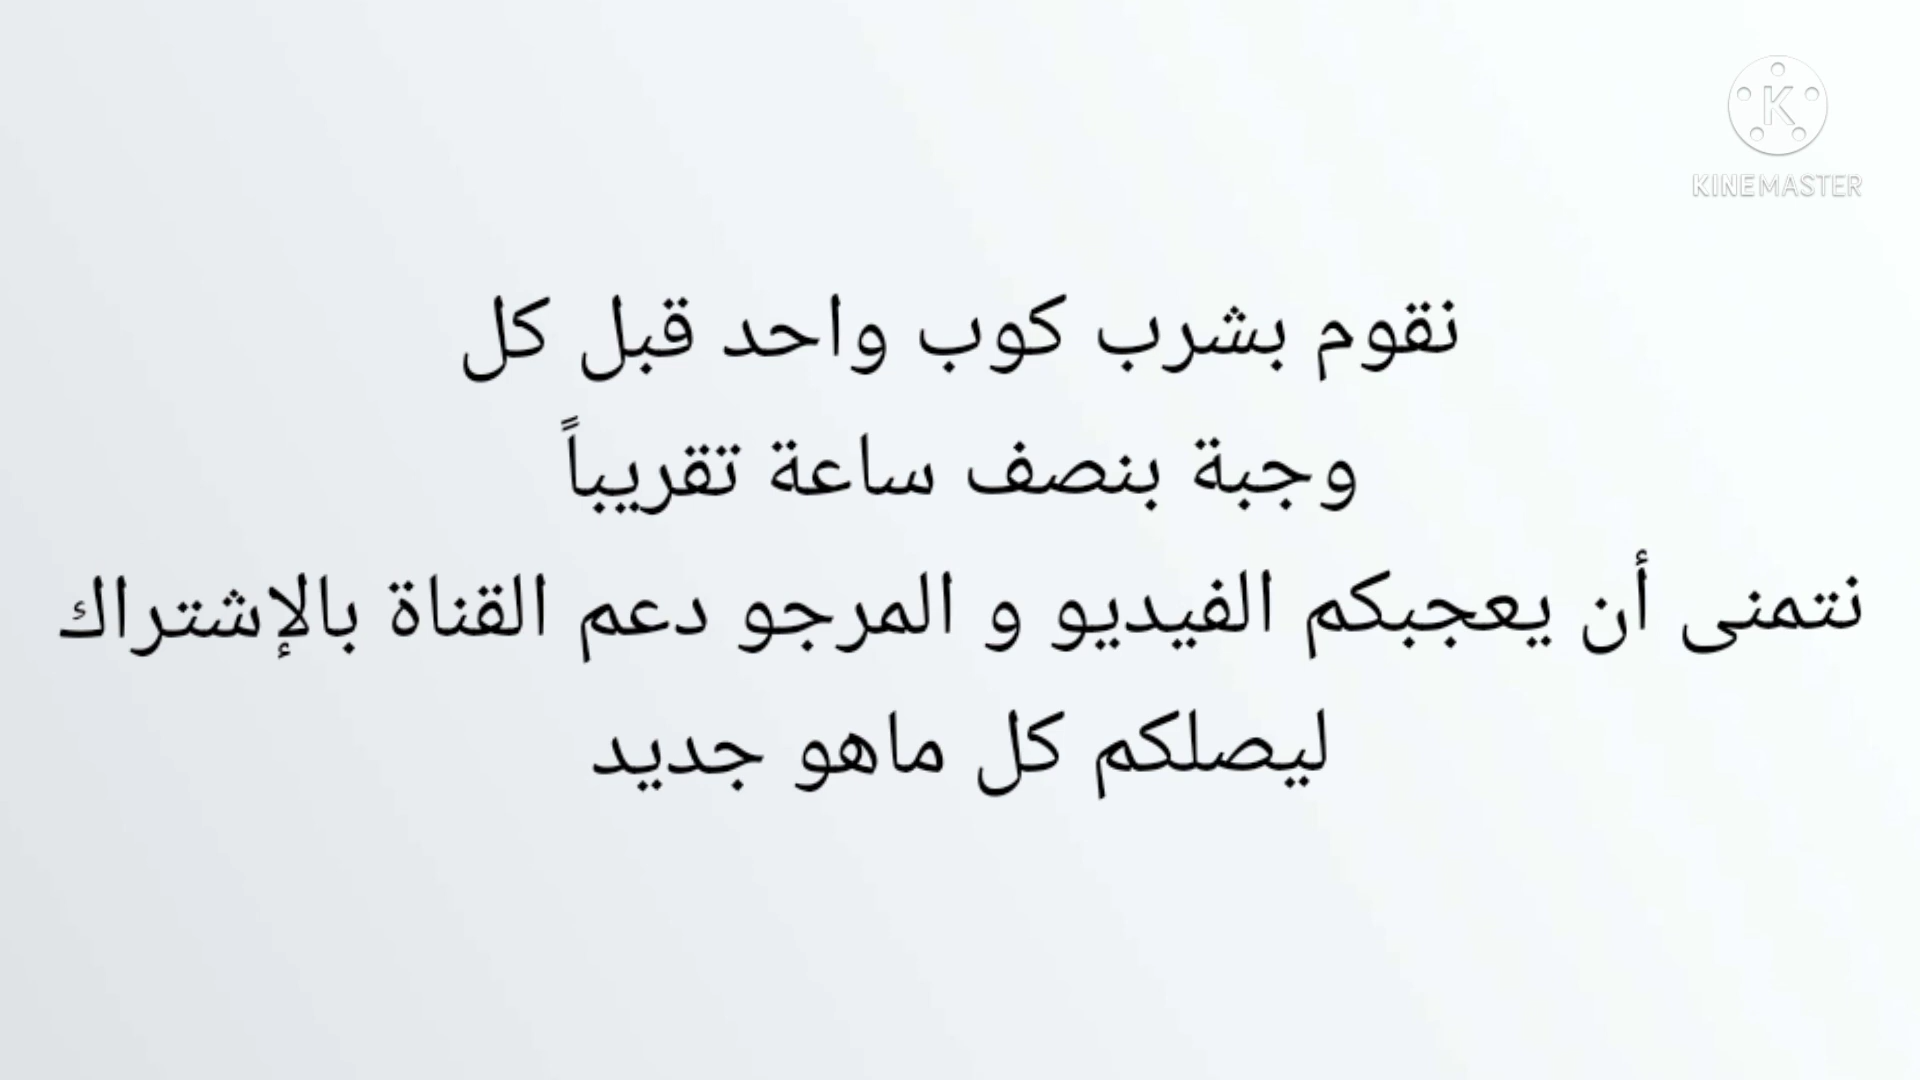 KINEMASTER
نقوم بشرب كوب واحد قبل كل
وجبة بنصف ساعة تقريباً
نتمنى أن يعجبكم الفيديو و المرجو دعم القناة بالإشتراك
ليصلكم كل ماهو جديد